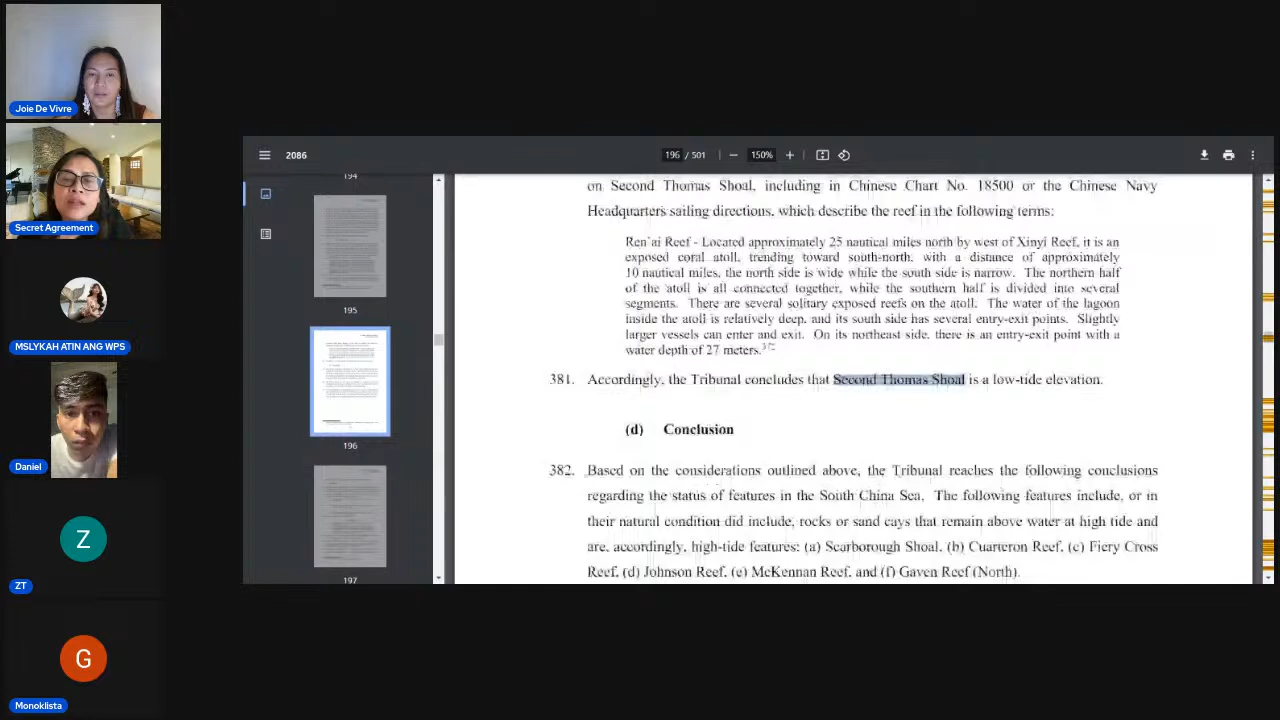 Joie De Vivre
Secret Agreement
MSLYKAH ATIN ANG WPS
Daniel
Z
ZT
G
Monoklista
2086
196 / 501
150%
194
195
196
197
on Second Thomas Shoal, including in Chinese Chart No. 18500 or the Chinese Navy
Headquarters sailing directions, which describe the reef in the following terms:
Ren'ai Reef - Located approximately 25 nautical miles north by west of Xinyi Reef, it is an
exposed coral atoll, trading toward south-north, with a distance of approximately
10 nautical miles, the north side is wide while the south side is narrow. The northern half
of the atoll is all connected together, while the southern half is divided into several
segments. There are several solitary exposed reefs on the atoll. The water of the lagoon
inside the atoll is relatively deep, and its south side has several entry-exit points. Slightly
larger vessels can enter and exit. On its northeast side, there is an entry-exit point with a
water depth of 27 meters.
381. Accordingly, the Tribunal concludes that Second Thomas Shoal is a low-tide elevation.
(d) Conclusion
382. Based on the considerations outlined above, the Tribunal reaches the following conclusions
regarding the status of features in the South China Sea. The following features include, or in
their natural condition did include, rocks or sand cays that remain above water at high tide and
are, accordingly, high-tide features: (a) Scarborough Shoal, (b) Cuarteron Reef, (c) Fiery Cross
Reef, (d) Johnson Reef, (e) McKennan Reef, and (f) Gaven Reef (North).